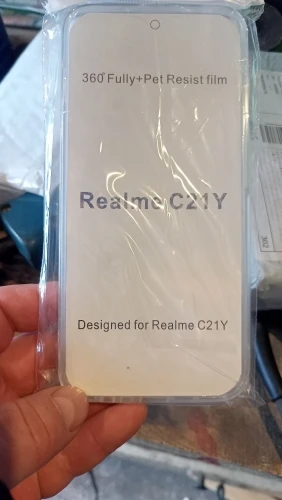 360°Fully+Pet Resist film
Realme C21Y
Designed for Realme C21Y